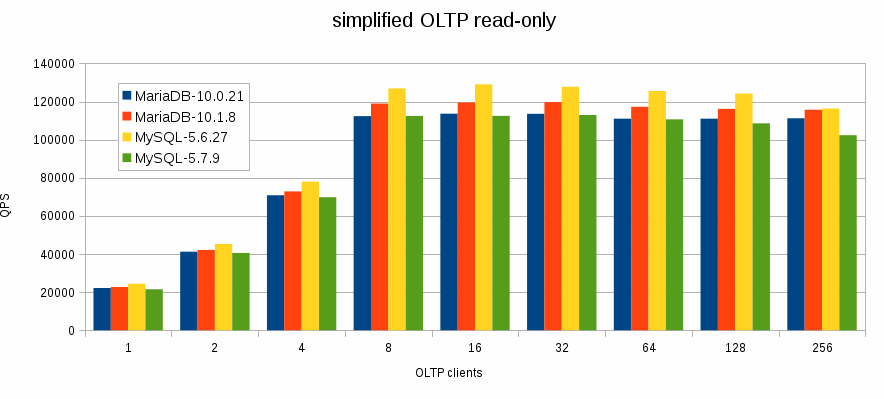 simplified OLTP read-only
140000
120000
100000
80000
60000
40000
20000
0
QPS
MariaDB-10.0.21
MariaDB-10.1.8
MySQL-5.6.27
MySQL-5.7.9
1 2 4 8 16 32 64 128 256
OLTP clients